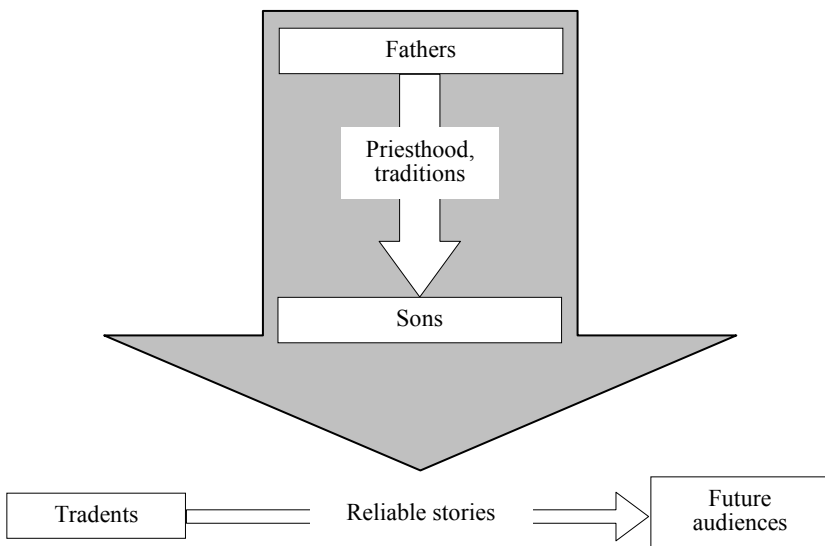 Fathers
Priesthood,
traditions
Sons
Tradents
Reliable stories
Future
audiences